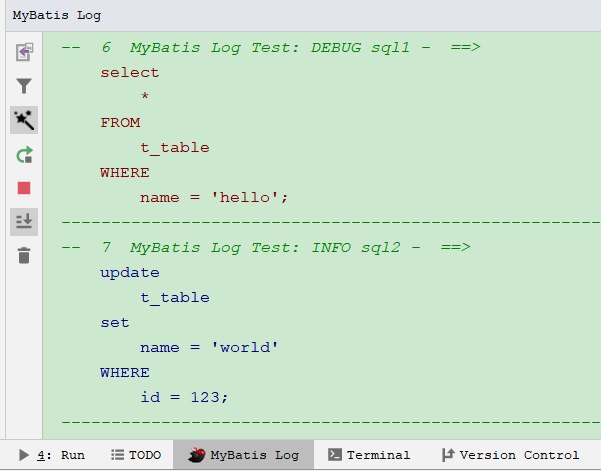 MyBatis Log
--  6  MyBatis Log Test: DEBUG sql1 -  ==>
select
*
FROM
t_table
WHERE
name = 'hello';
------------------------------------------------------
--  7  MyBatis Log Test: INFO sql2 -  ==>
update
t_table
set
name = 'world'
WHERE
id = 123;
------------------------------------------------------
4: Run TODO MyBatis Log Terminal Version Control